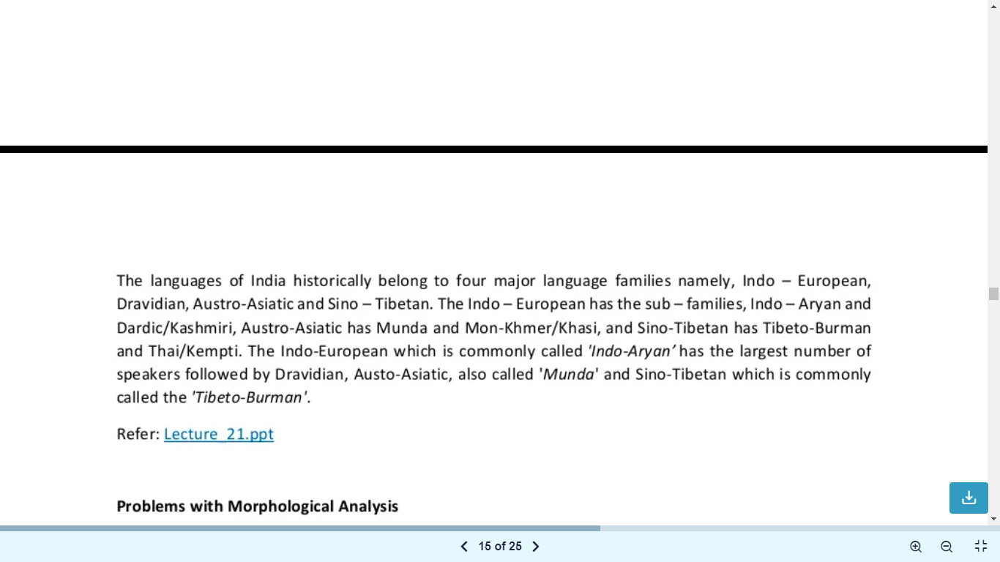 The languages of India historically belong to four major language families namely, Indo – European,
Dravidian, Austro-Asiatic and Sino – Tibetan. The Indo – European has the sub – families, Indo – Aryan and
Dardic/Kashmiri, Austro-Asiatic has Munda and Mon-Khmer/Khasi, and Sino-Tibetan has Tibeto-Burman
and Thai/Kempti. The Indo-European which is commonly called 'Indo-Aryan’ has the largest number of
speakers followed by Dravidian, Austo-Asiatic, also called 'Munda' and Sino-Tibetan which is commonly
called the 'Tibeto-Burman'.
Refer: Lecture_21.ppt
Problems with Morphological Analysis
15 of 25